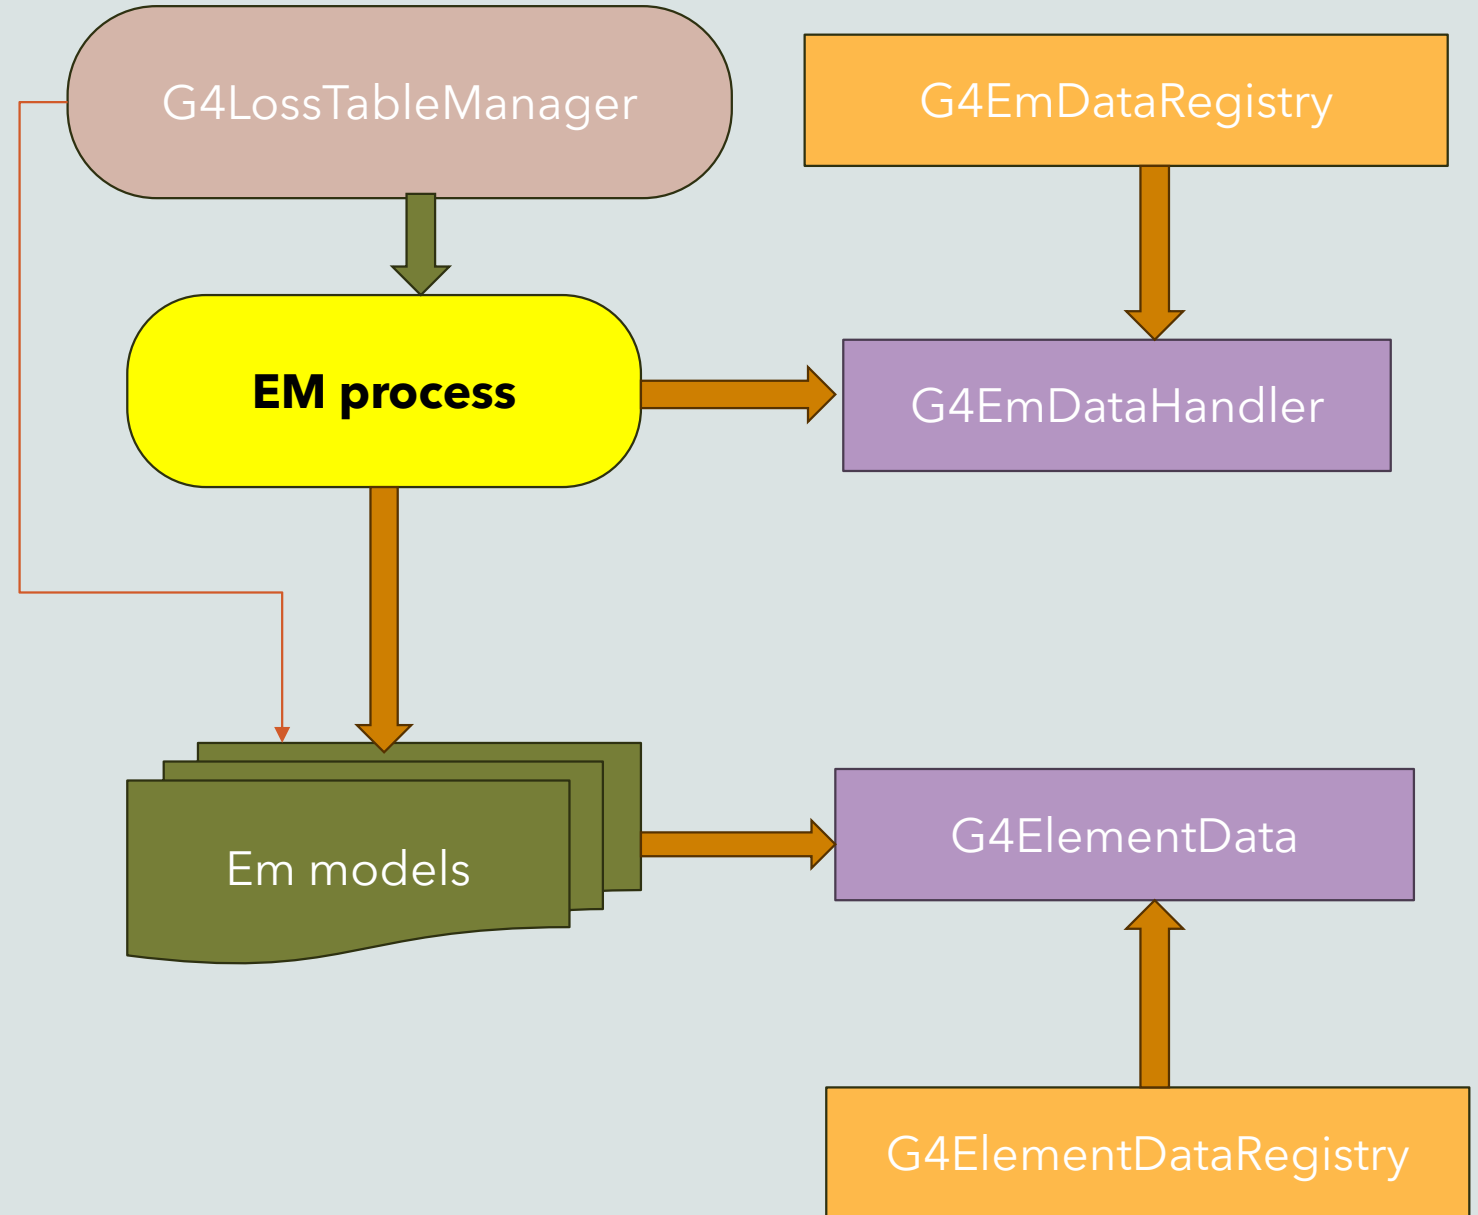 G4LossTableManager
G4EmDataRegistry
EM process
G4EmDataHandler
Em models
G4ElementData
G4ElementDataRegistry